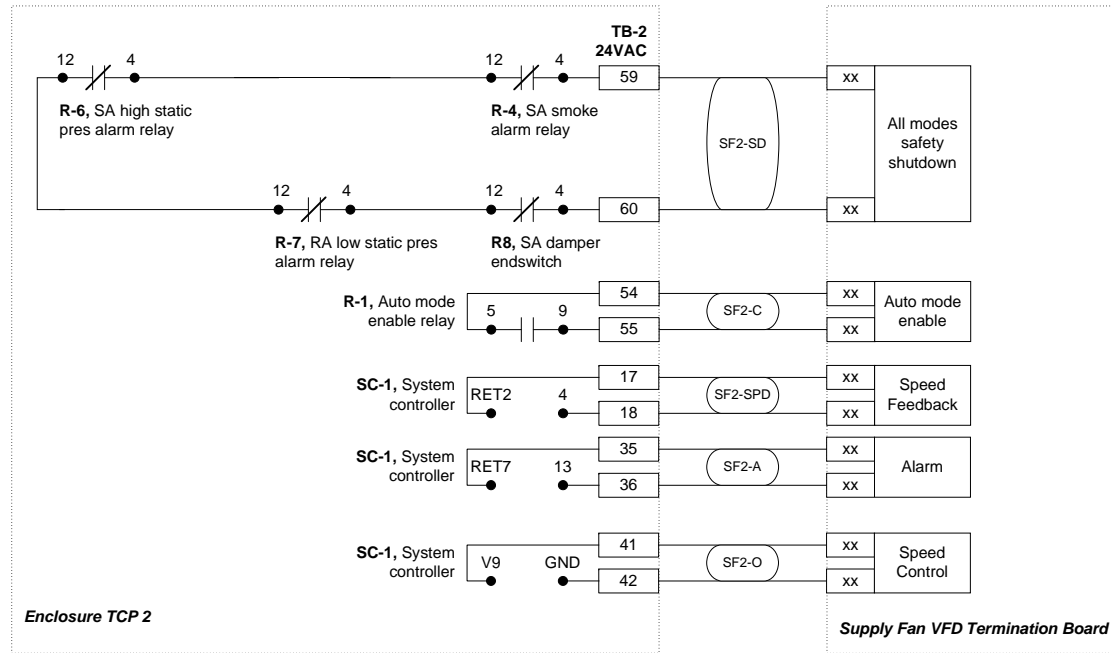 TB-2
24VAC
12 4 12 4 59 xx
R-6, SA high static
pres alarm relay
R-4, SA smoke
alarm relay
SF2-SD
All modes
safety
shutdown
12 4 12 4 60 xx
R-7, RA low static pres
alarm relay
R8, SA damper
endswitch
R-1, Auto mode
enable relay
54 xx
5 9 55 xx
SF2-C
Auto mode
enable
SC-1, System
controller
17 xx
RET2 4 18 xx
SF2-SPD
Speed
Feedback
SC-1, System
controller
35 xx
RET7 13 36 xx
SF2-A
Alarm
SC-1, System
controller
41 xx
V9 GND 42 xx
SF2-O
Speed
Control
Enclosure TCP 2
Supply Fan VFD Termination Board